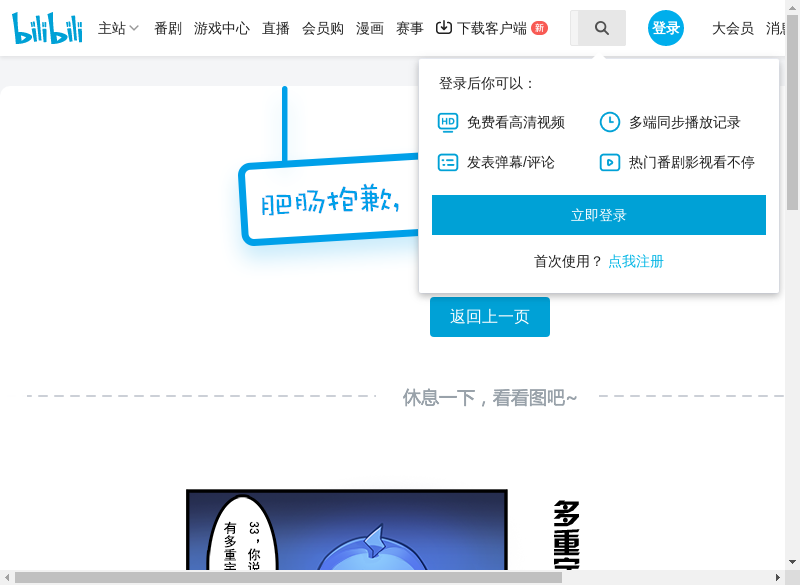 bilibili
主站 番剧 游戏中心 直播 会员购 漫画 赛事 下载客户端 新 登录 大会员 消息
登录后你可以：
HD 免费看高清视频 多端同步播放记录
发表弹幕/评论 热门番剧影视看不停
立即登录
首次使用？ 点我注册
肥肠抱歉,
返回上一页
休息一下，看看图吧~
33，你说
有多重宇
多重宇